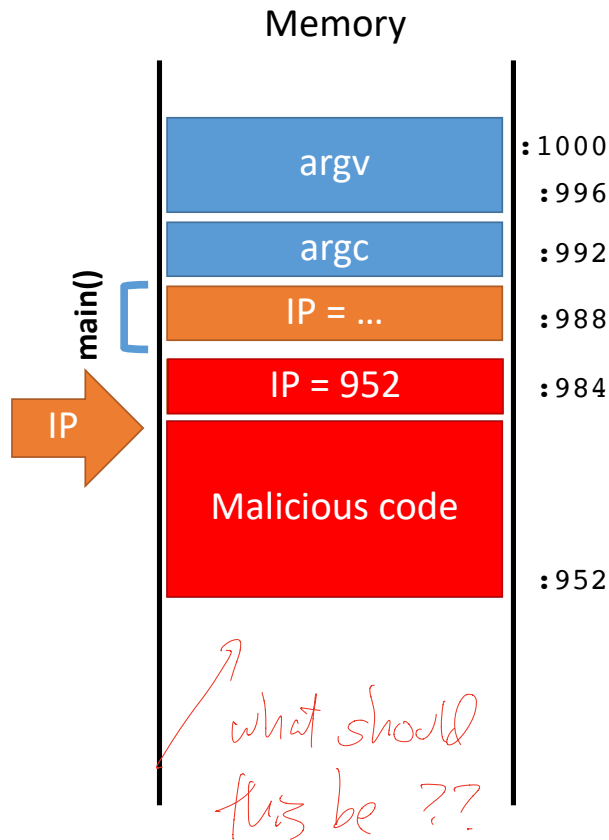 Memory
argv
:1000
:996
argc
:992
main()
IP = ...
:988
IP = 952
:984
IP
Malicious code
:952
what should
this be ??